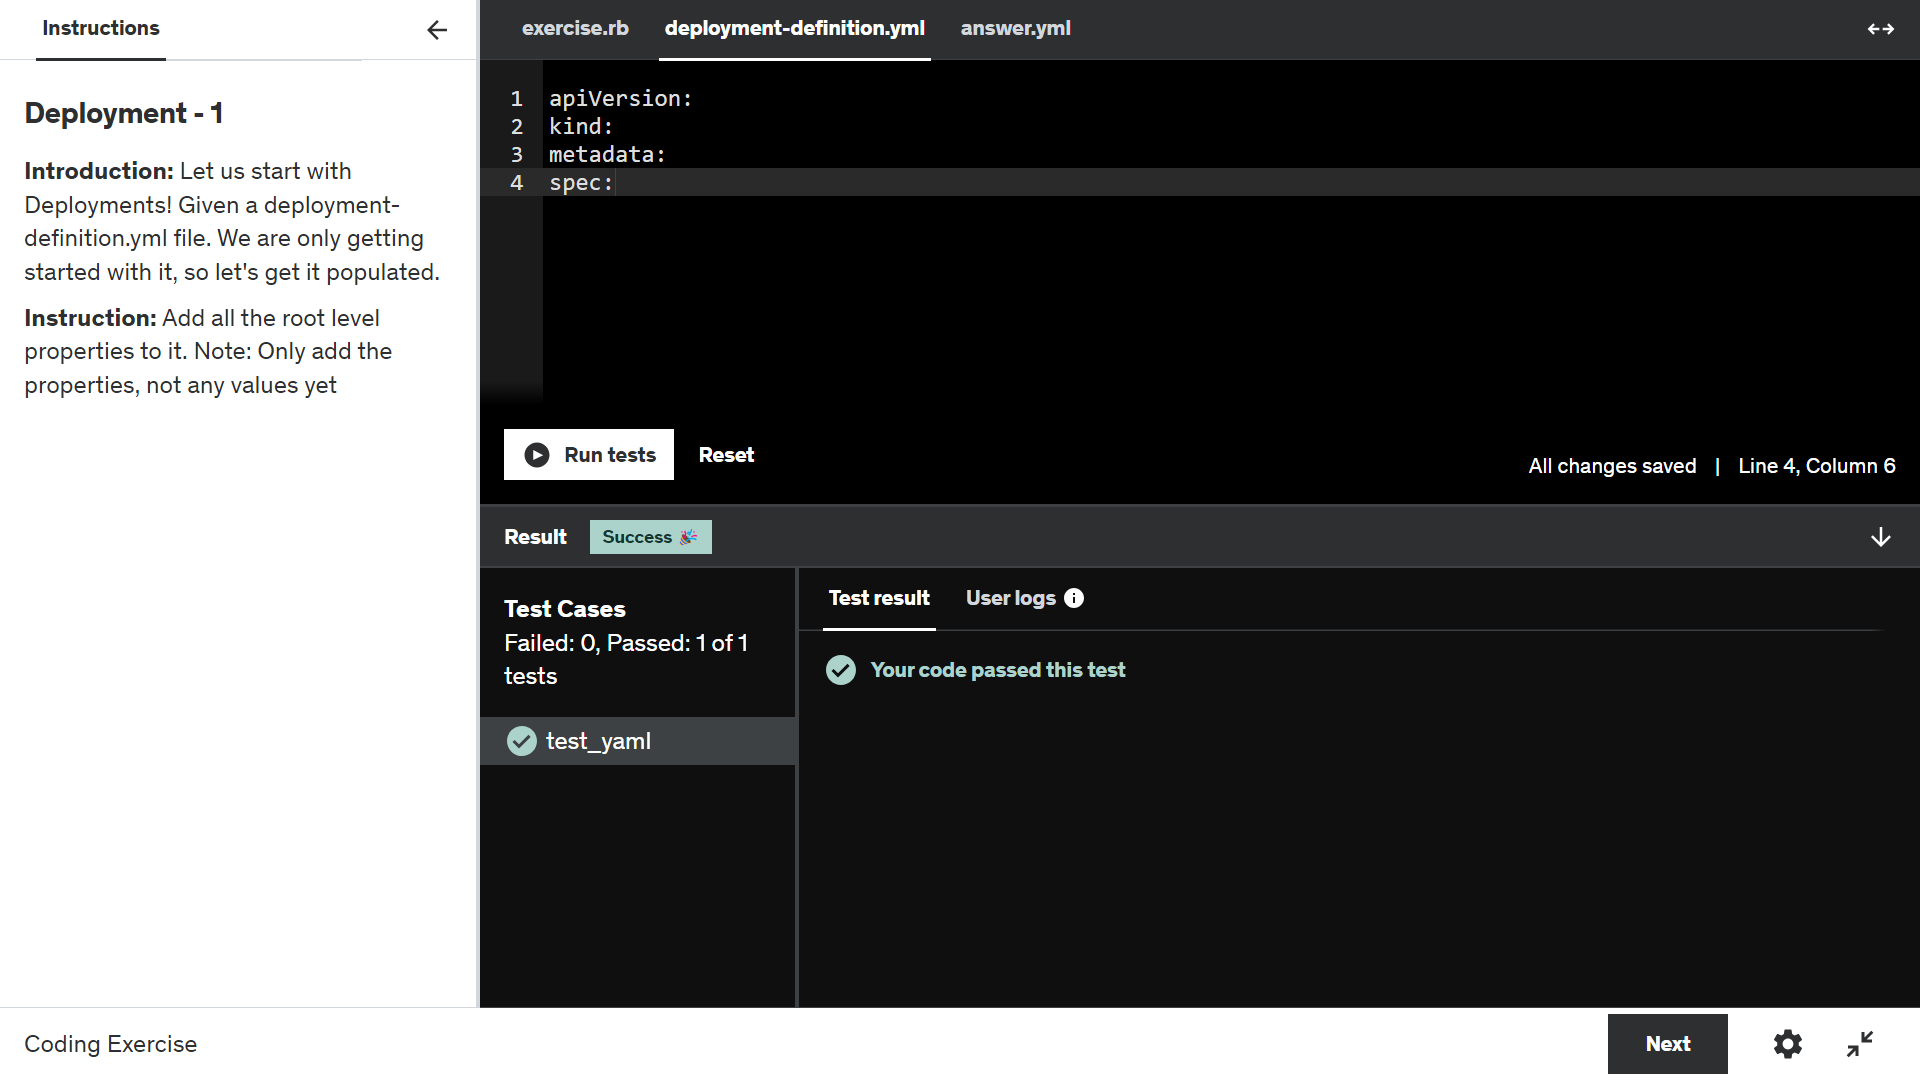 Instructions
Deployment - 1
Introduction: Let us start with
Deployments! Given a deployment-
definition.yml file. We are only getting
started with it, so let's get it populated.
Instruction: Add all the root level
properties to it. Note: Only add the
properties, not any values yet
exercise.rb
deployment-definition.yml
answer.yml
1 apiVersion:
2 kind:
3 metadata:
4 spec:
Run tests
Reset
All changes saved | Line 4, Column 6
Result
Success 🎉
Test Cases
Failed: 0, Passed: 1 of 1
tests
test_yaml
Test result
User logs
Your code passed this test
Coding Exercise
Next